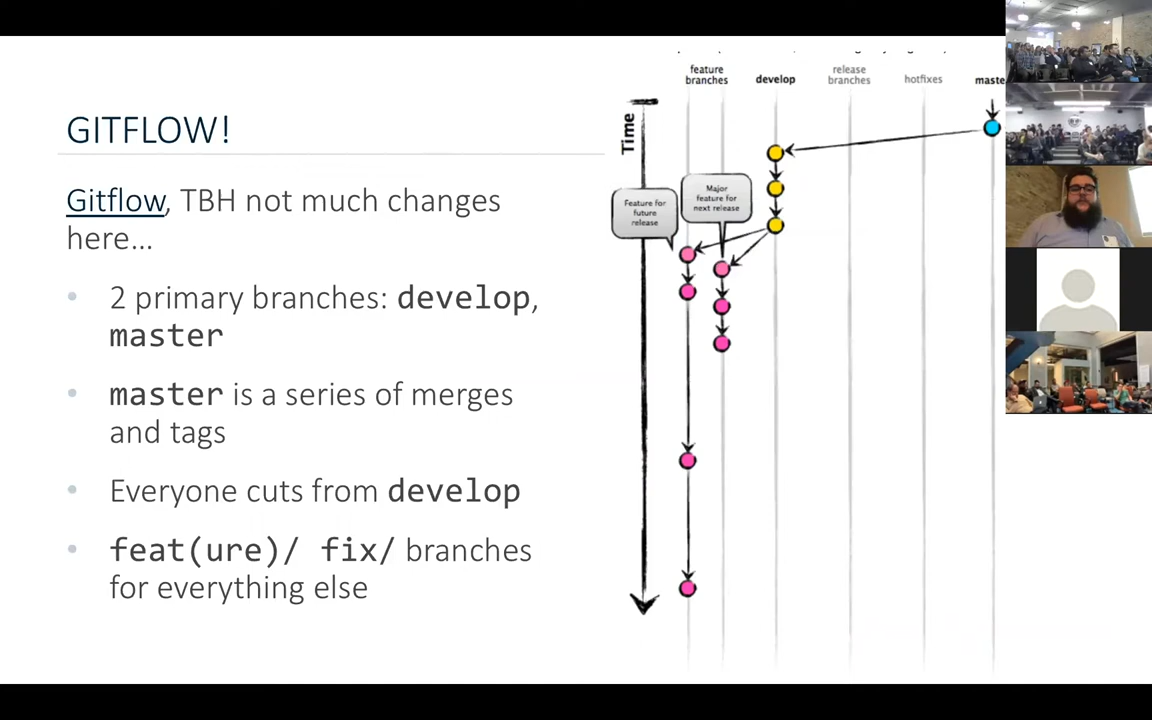 GITFLOW!
Gitflow, TBH not much changes
here...
• 2 primary branches: develop,
master
• master is a series of merges
and tags
• Everyone cuts from develop
• feat(ure)/ fix/ branches
for everything else
feature
branches
develop
release
branches
hotfixes
maste
Time
Feature for
future
release
Major
feature for
next release